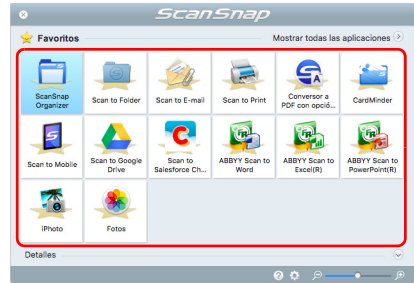 ScanSnap
Favoritos
Mostrar todas las aplicaciones
ScanSnap
Organizer
Scan to Folder
Scan to E-mail
Scan to Print
Conversor a
PDF con opció...
CardMinder
Scan to Mobile
Scan to Google
Drive
Scan to
Salesforce Ch...
ABBYY Scan to
Word
ABBYY Scan to
Excel(R)
ABBYY Scan to
PowerPoint(R)
iPhoto
Fotos
Detalles